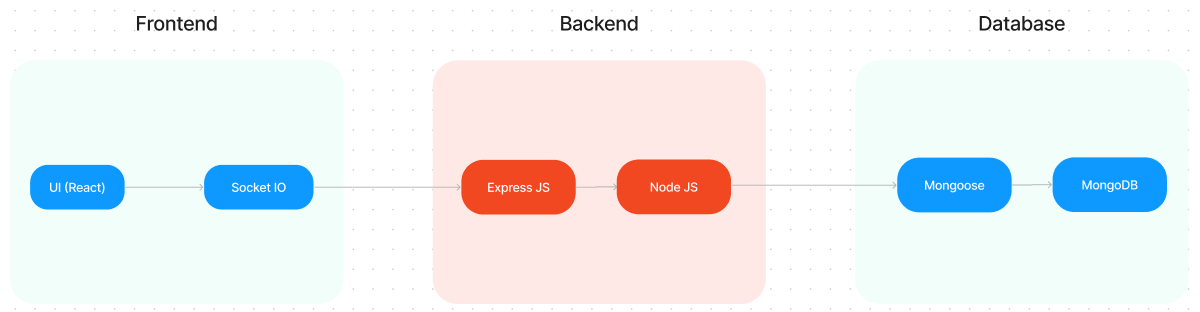 Frontend
Backend
Database
UI (React)
Socket IO
Express JS
Node JS
Mongoose
MongoDB